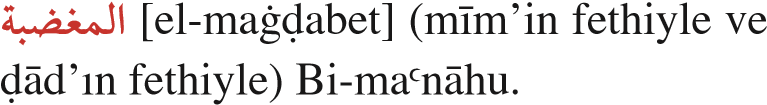 المغضبة [el-maġḍabet] (mīm’in fethiyle ve
ḍād’ın fethiyle) Bi-maʿnāhu.